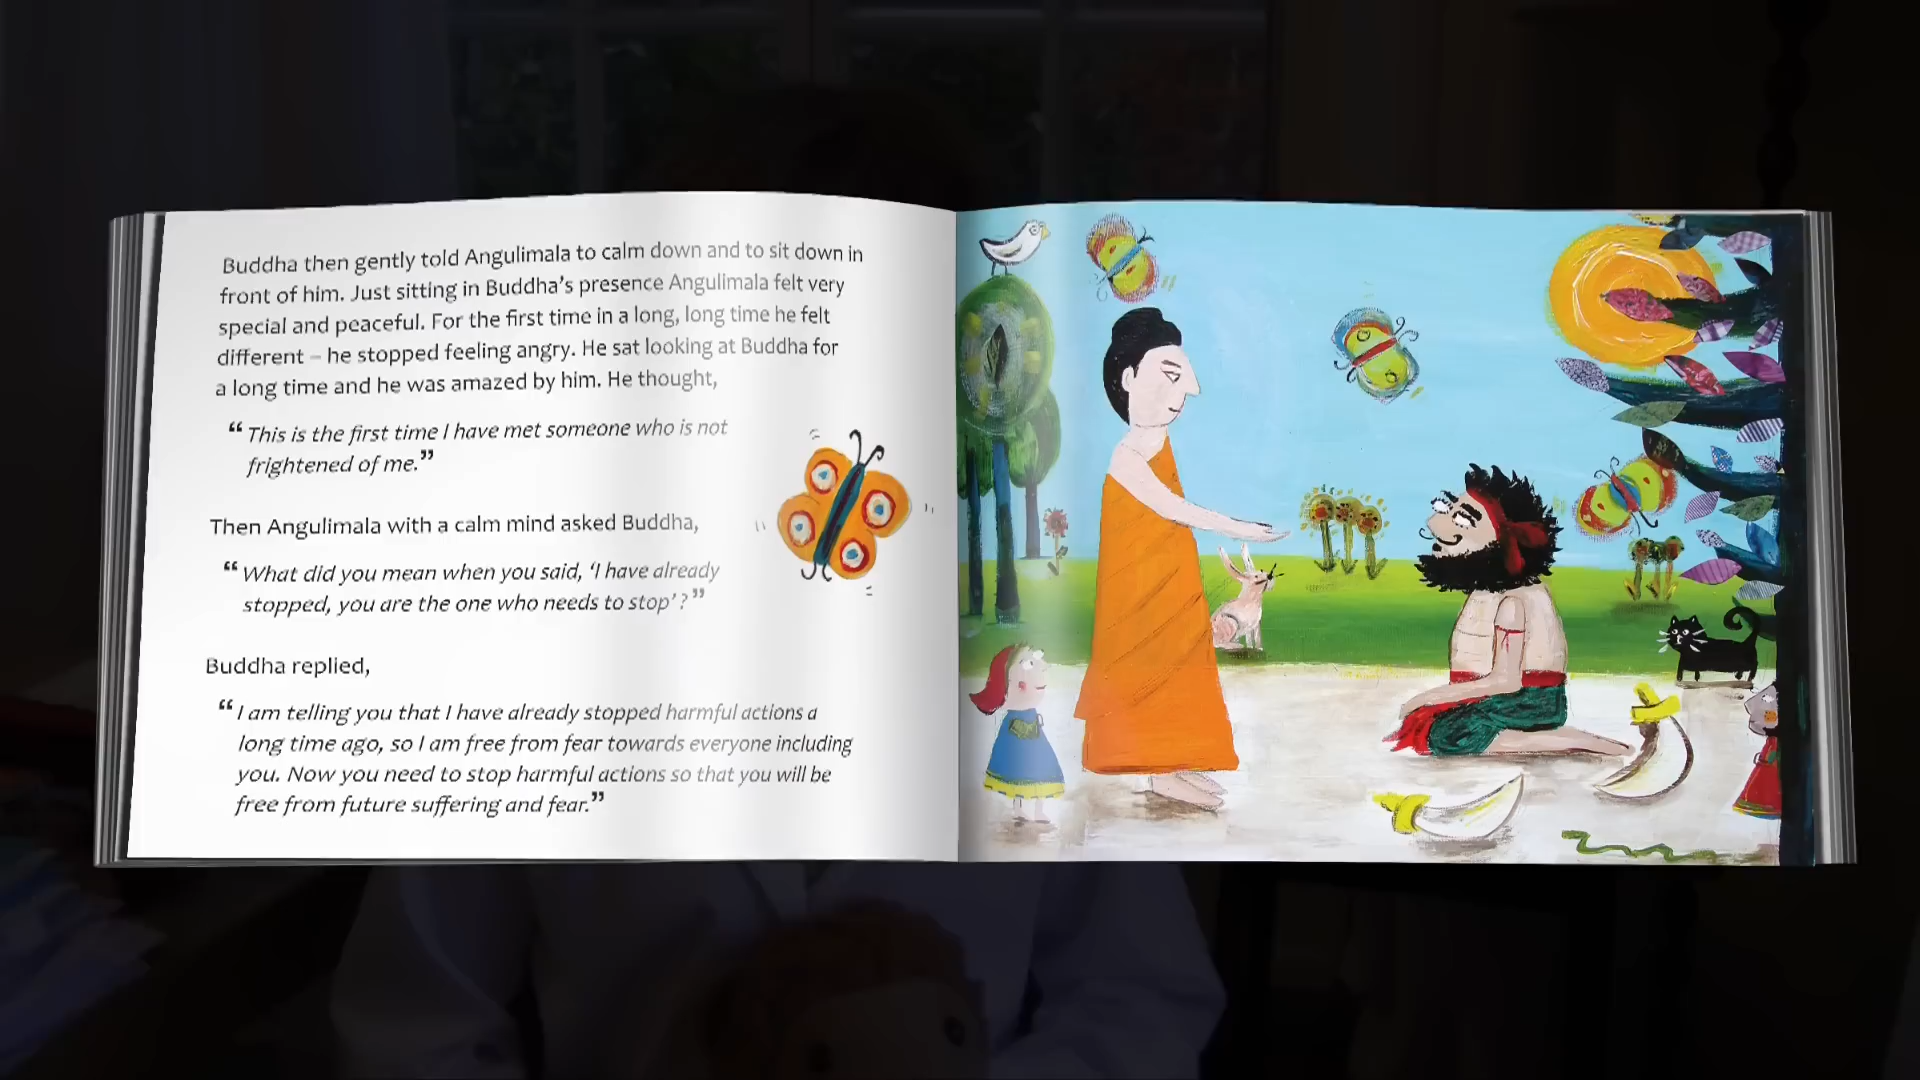 Buddha then gently told Angulimala to calm down and to sit down in
front of him. Just sitting in Buddha’s presence Angulimala felt very
special and peaceful. For the first time in a long, long time he felt
different – he stopped feeling angry. He sat looking at Buddha for
a long time and he was amazed by him. He thought,
“This is the first time I have met someone who is not
frightened of me.”
Then Angulimala with a calm mind asked Buddha,
“What did you mean when you said, ‘I have already
stopped, you are the one who needs to stop’?”
Buddha replied,
“I am telling you that I have already stopped harmful actions a
long time ago, so I am free from fear towards everyone including
you. Now you need to stop harmful actions so that you will be
free from future suffering and fear.”